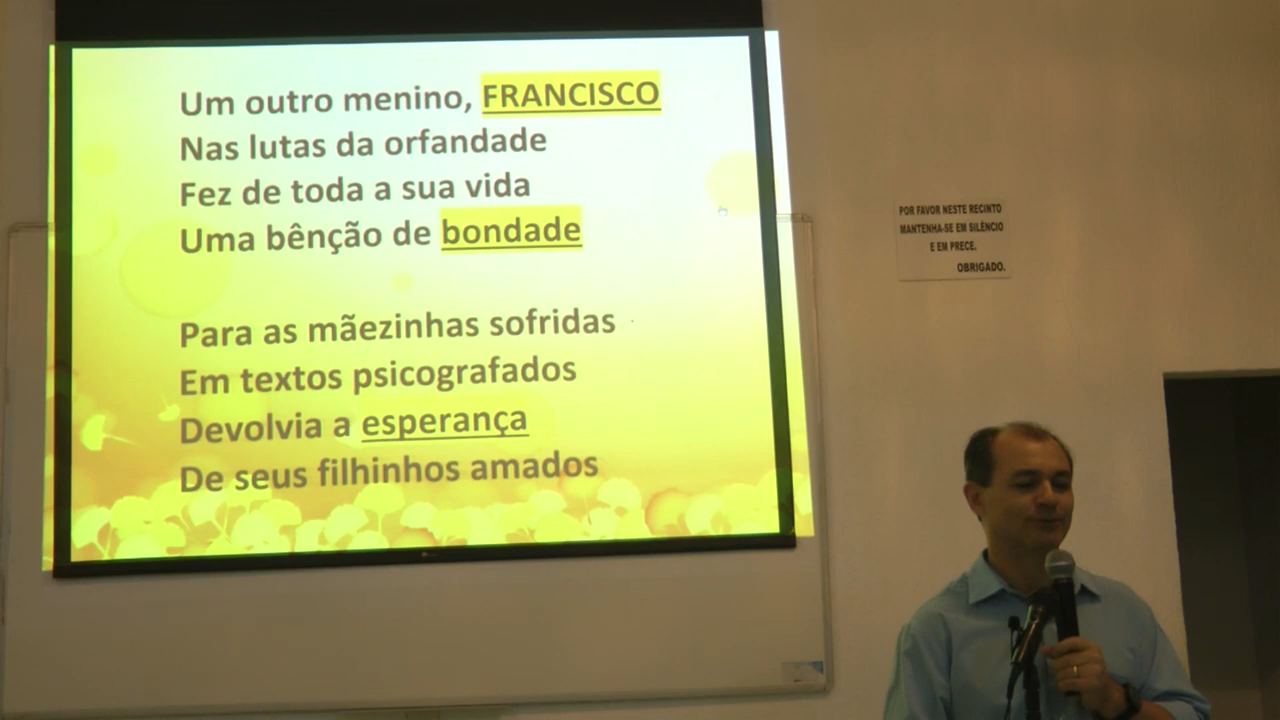 Um outro menino, FRANCISCO
Nas lutas da orfandade
Fez de toda a sua vida
Uma bênção de bondade
Para as mãezinhas sofridas
Em textos psicografados
Devolvia a esperança
De seus filhinhos amados
POR FAVOR NESTE RECINTO
MANTENHA-SE EM SILÊNCIO
E EM PRECE.
OBRIGADO.